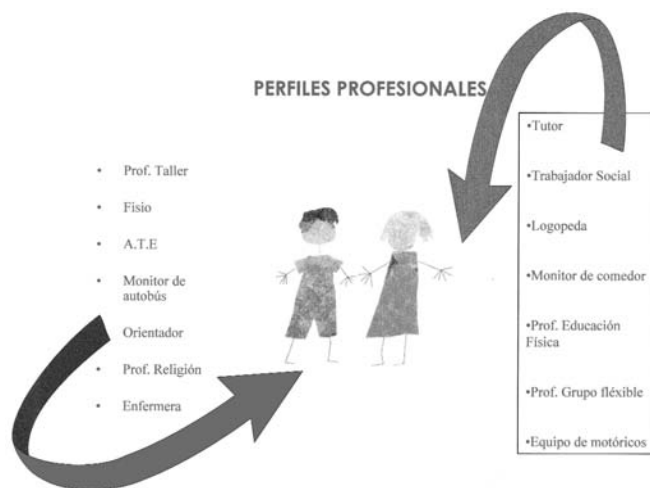 PERFILES PROFESIONALES
• Prof. Taller
• Fisio
• A.T.E
• Monitor de
autobús
Orientador
• Prof. Religión
• Enfermera
•Tutor
•Trabajador Social
•Logopeda
•Monitor de comedor
•Prof. Educación
Física
•Prof. Grupo fléxible
•Equipo de motóricos